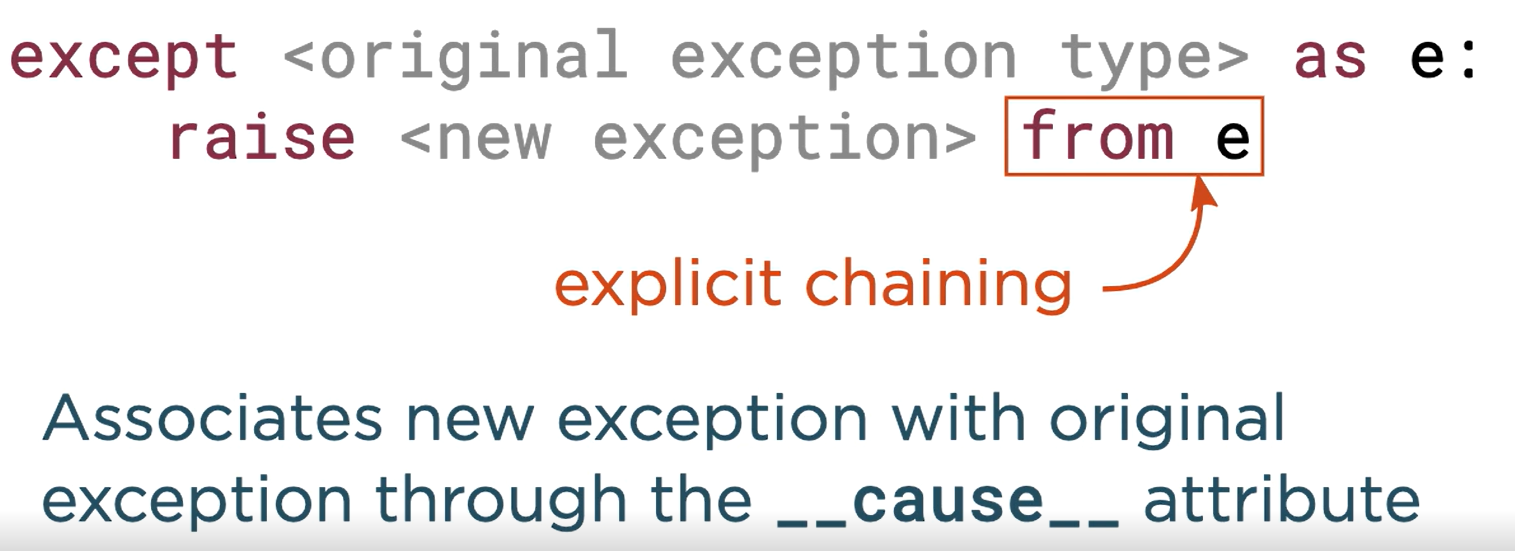 except <original exception type> as e:
raise <new exception> from e
explicit chaining
Associates new exception with original
exception through the __cause__ attribute